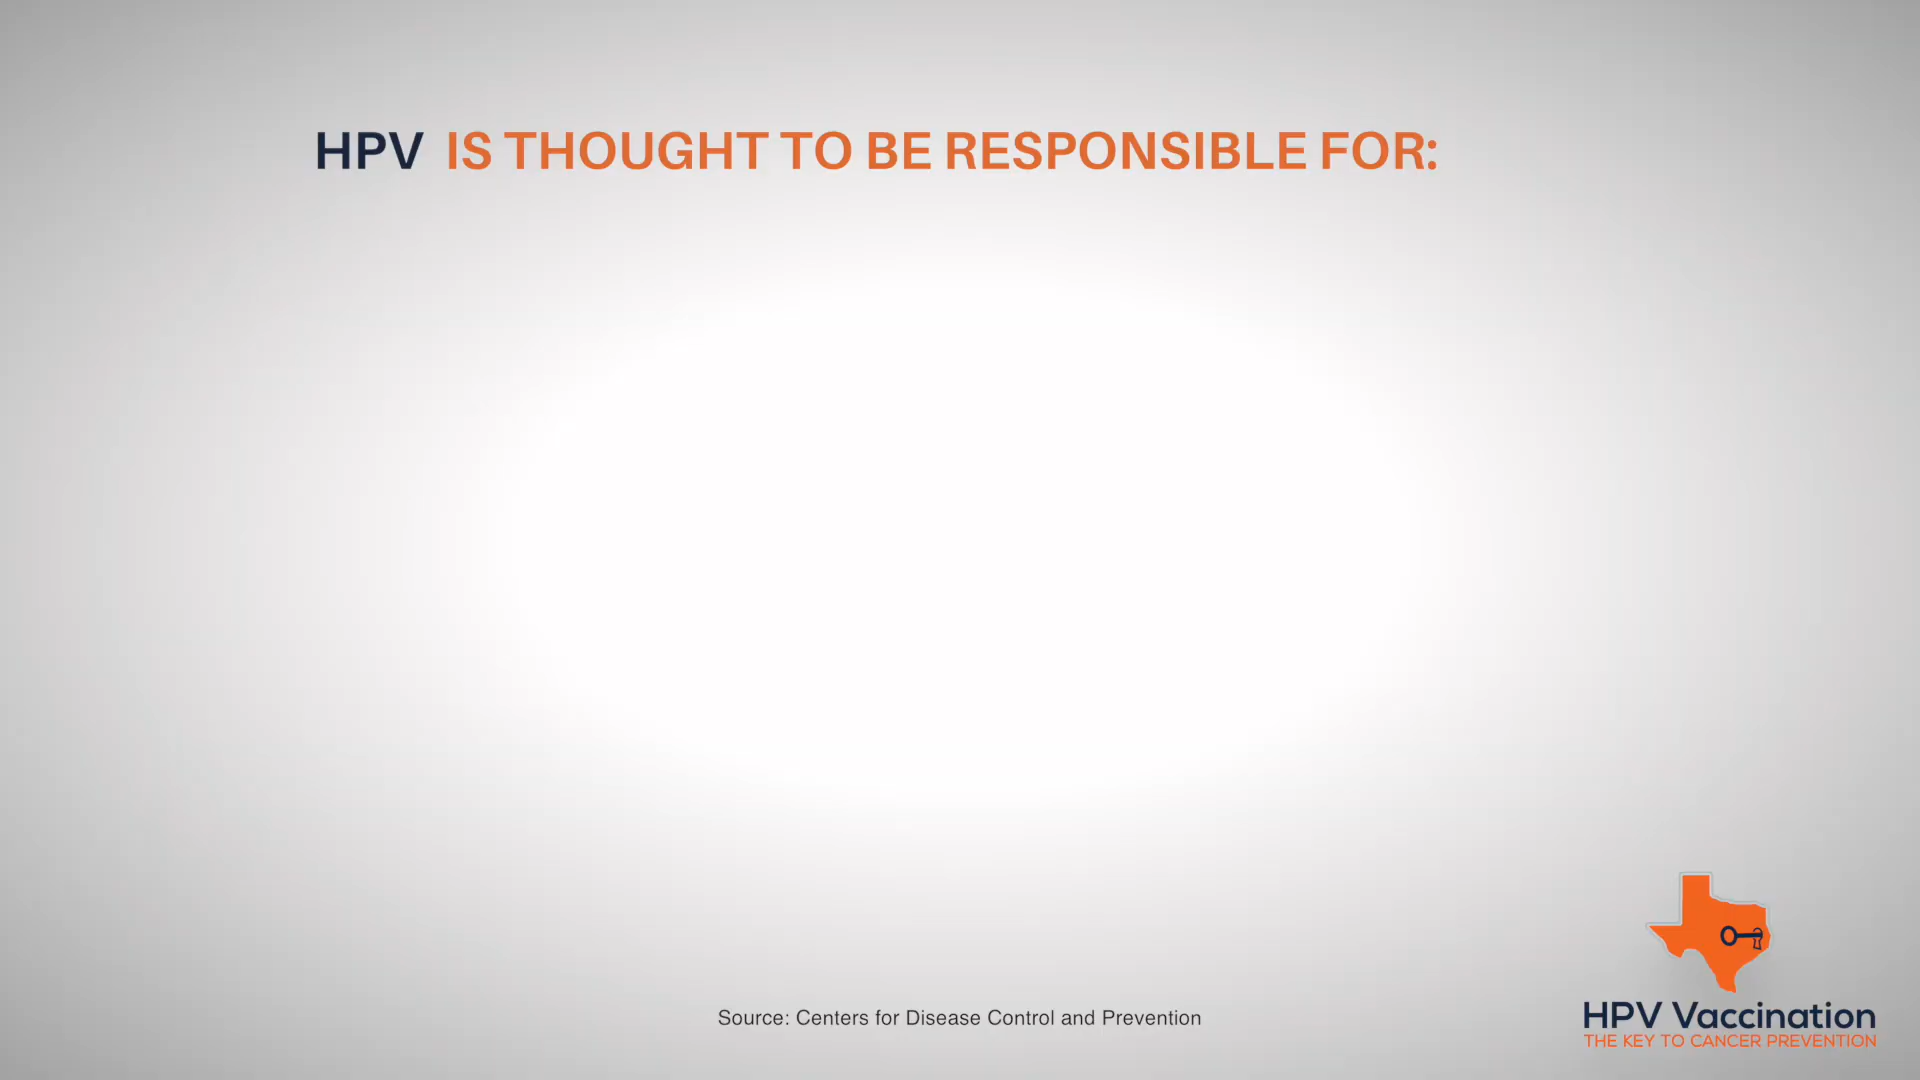 HPV IS THOUGHT TO BE RESPONSIBLE FOR:
Source: Centers for Disease Control and Prevention
HPV Vaccination
THE KEY TO CANCER PREVENTION